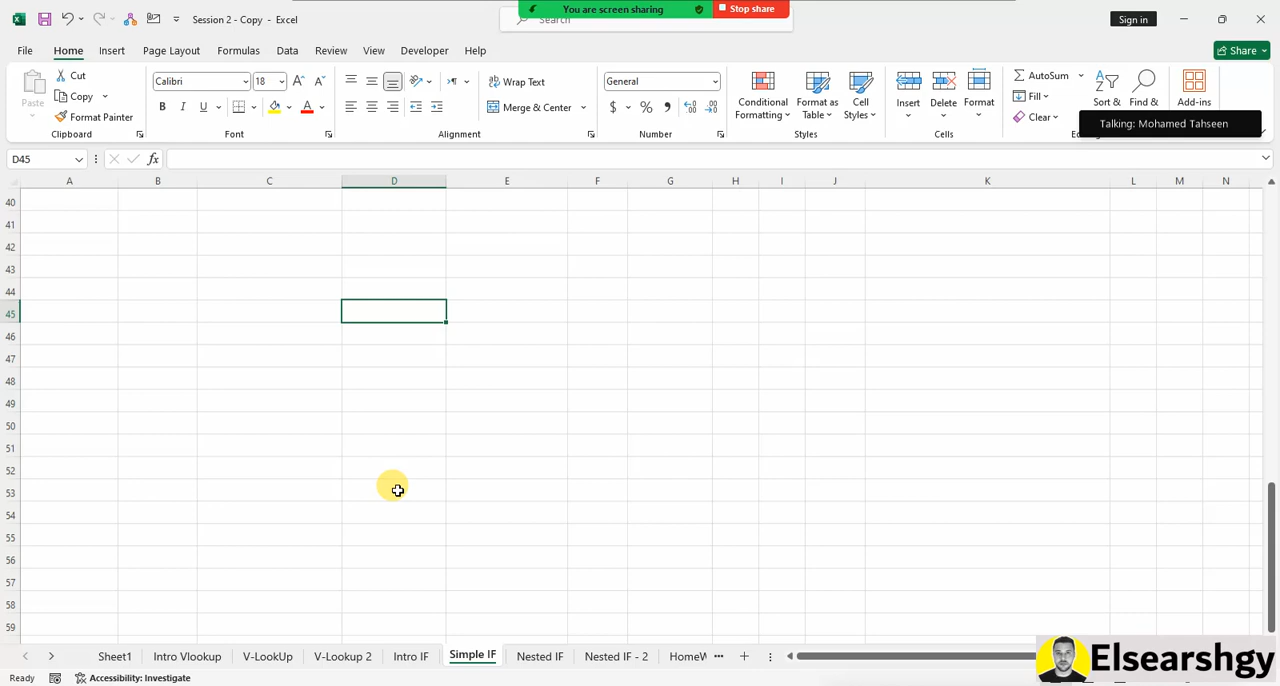 Session 2 - Copy - Excel
Search
You are screen sharing
Stop share
Sign in
File Home Insert Page Layout Formulas Data Review View Developer Help
Share
Paste
Cut
Copy
Format Painter
Clipboard
Calibri 18
B I U
Font
Wrap Text
Merge & Center
Alignment
General
$ % ,
Number
Conditional Formatting
Format as Table
Cell Styles
Styles
Insert Delete Format
Cells
AutoSum
Fill
Clear
Sort &
Find &
Add-ins
Talking: Mohamed Tahseen
D45
fx
A B C D E F G H I J K L M N
40
41
42
43
44
45
46
47
48
49
50
51
52
53
54
55
56
57
58
59
Sheet1 Intro Vlookup V-LookUp V-Lookup Intro IF Simple IF Nested IF Nested IF - 2 HomeW
Ready
Accessibility: Investigate
Elsearshgy